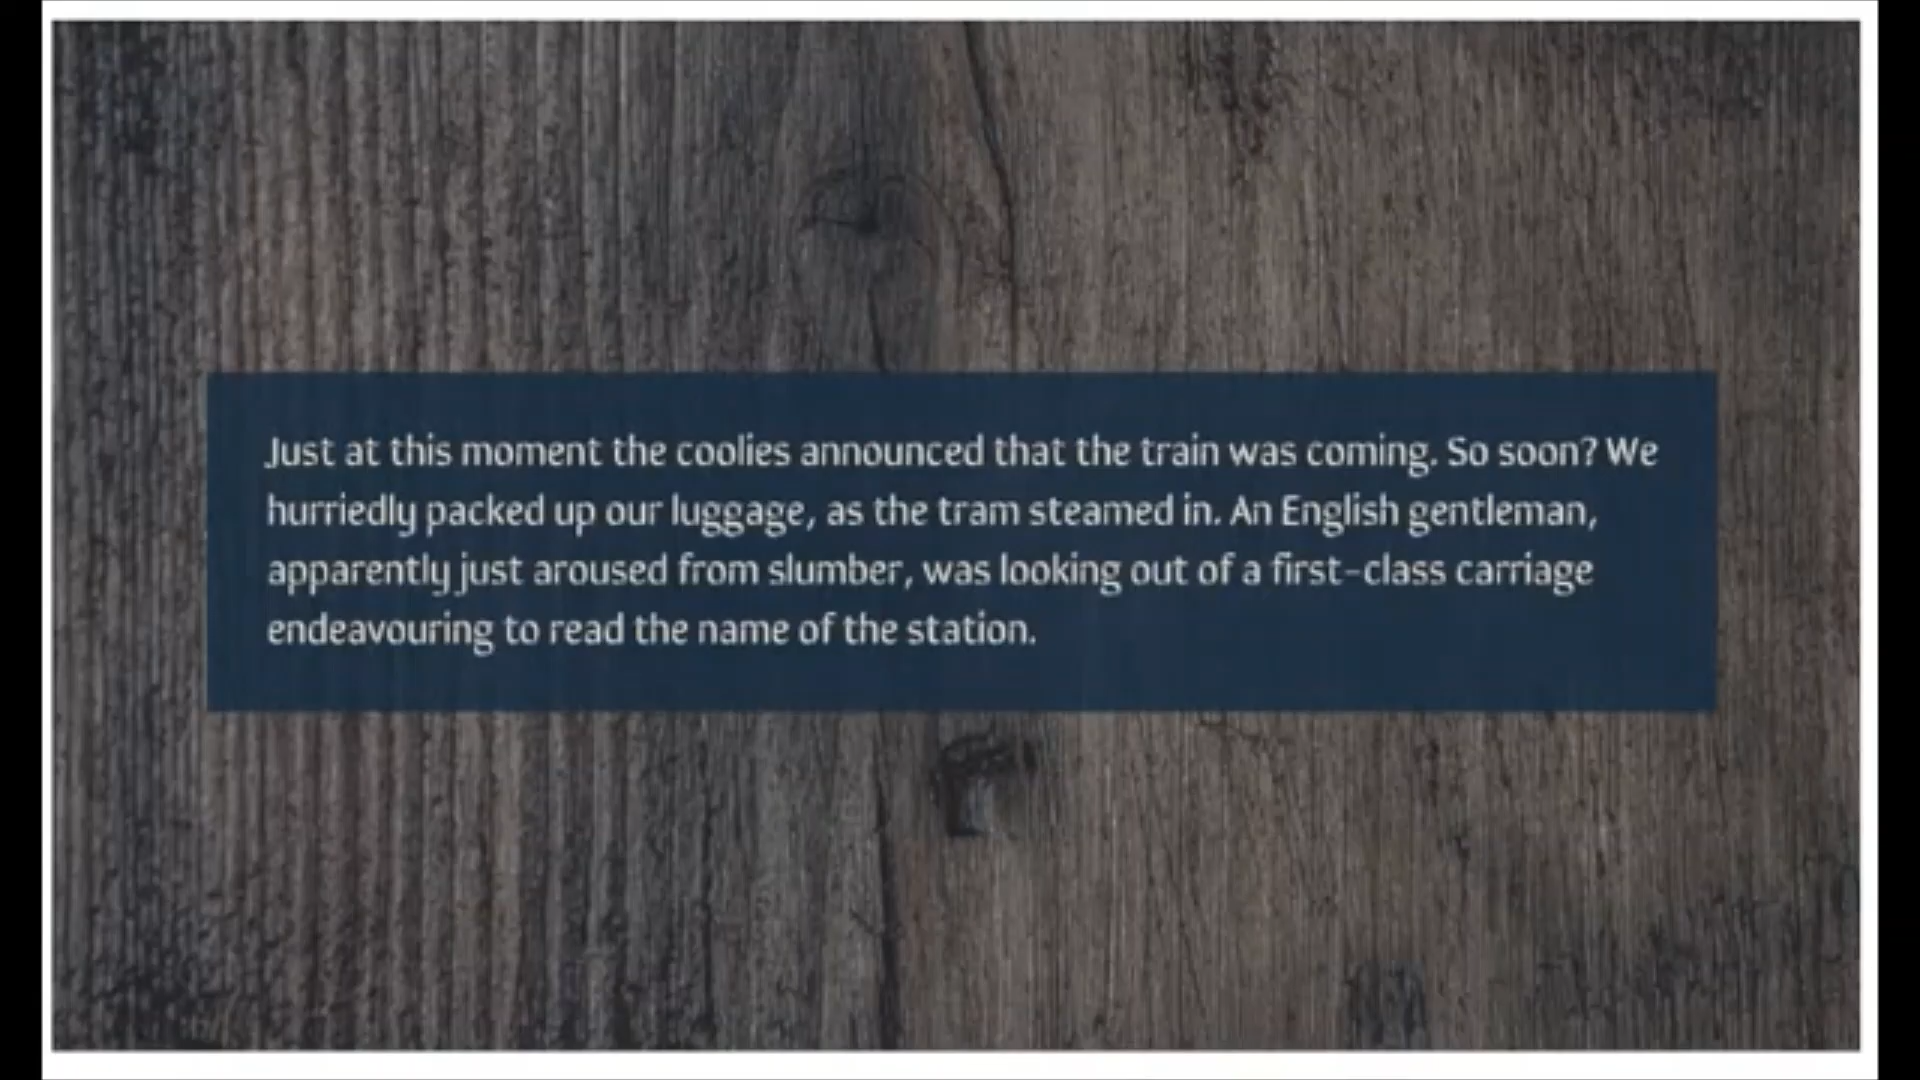 Just at this moment the coolies announced that the train was coming. So soon? We
hurriedly packed up our luggage, as the tram steamed in. An English gentleman,
apparently just aroused from slumber, was looking out of a first-class carriage
endeavouring to read the name of the station.